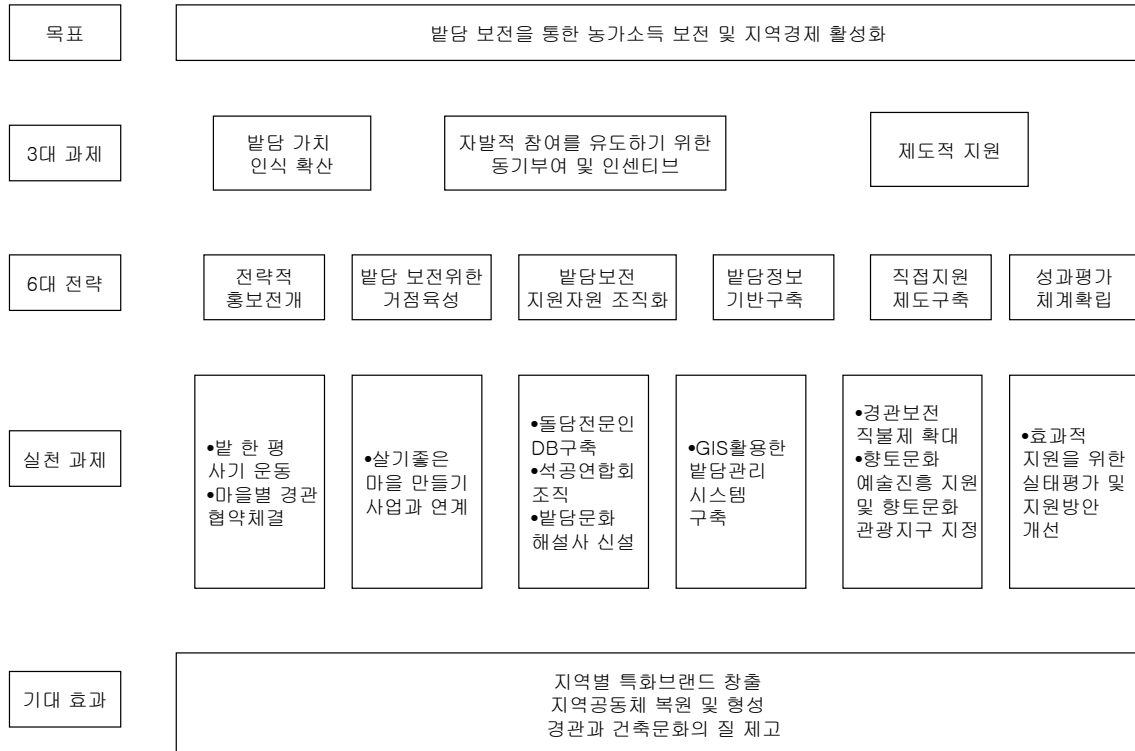 목표
밭담 보전을 통한 농가소득 보전 및 지역경제 활성화
3대 과제
밭담 가치
인식 확산
자발적 참여를 유도하기 위한
동기부여 및 인센티브
제도적 지원
6대 전략
전략적
홍보전개
밭담 보전위한
거점육성
밭담보전
지원자원 조직화
밭담정보
기반구축
직접지원
제도구축
성과평가
체계확립
실천 과제
•밭 한 평
사기 운동
•마을별 경관
협약체결
•살기좋은
마을 만들기
사업과 연계
•돌담전문인
DB구축
•석공연합회
조직
•밭담문화
해설사 신설
•GIS활용한
밭담관리
시스템
구축
•경관보전
직불제 확대
•향토문화
예술진흥 지원
및 향토문화
관광지구 지정
•효과적
지원을 위한
실태평가 및
지원방안
개선
기대 효과
지역별 특화브랜드 창출
지역공동체 복원 및 형성
경관과 건축문화의 질 제고